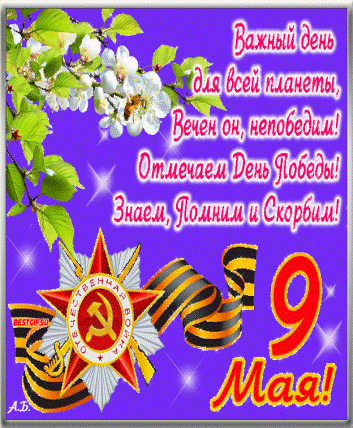 Важный день
для всей планеты,
Вечен он, непобедим!
Отмечаем День Победы!
Знаем, Помним и Скорбим!
ОТЕЧЕСТВЕННАЯ
ВОЙНА
BESTGIF.SU
9
Мая!
А.Б.